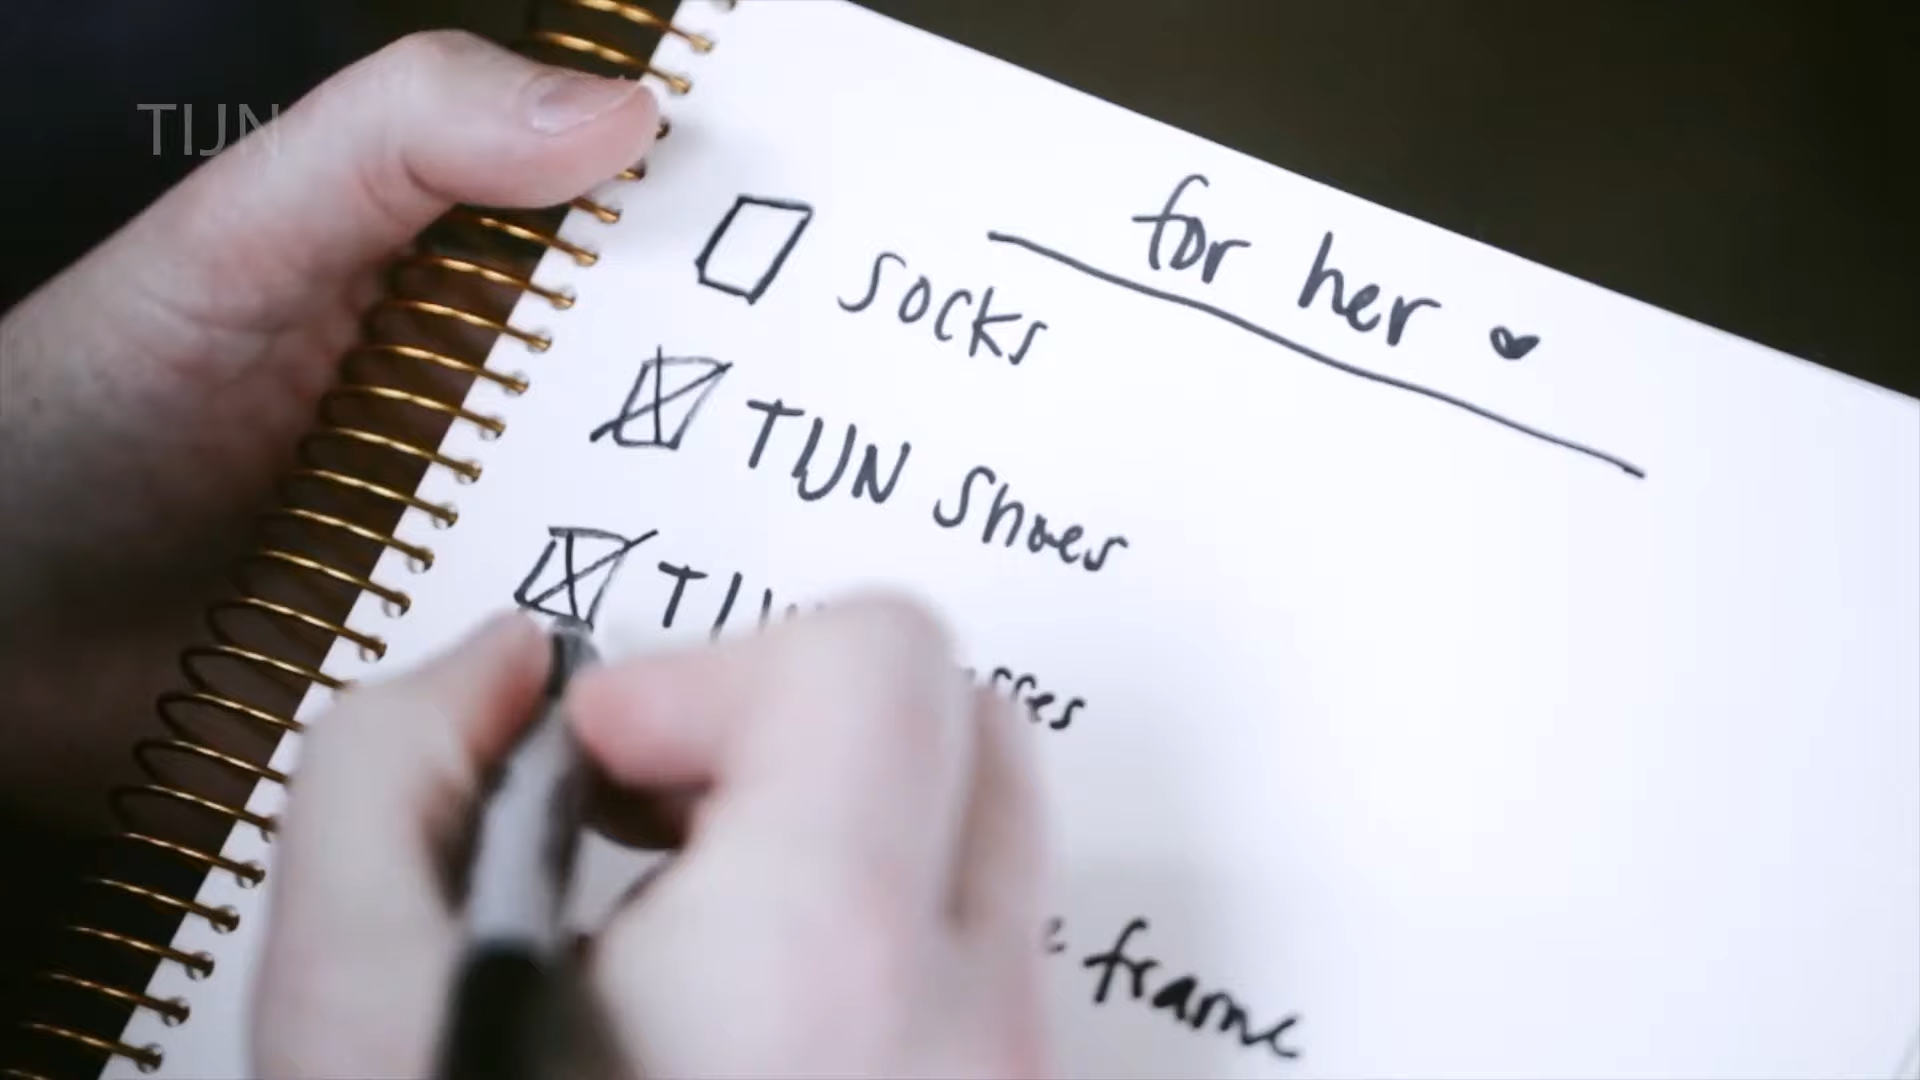 TIJN
for her
socks
TIJN Shoes
frame